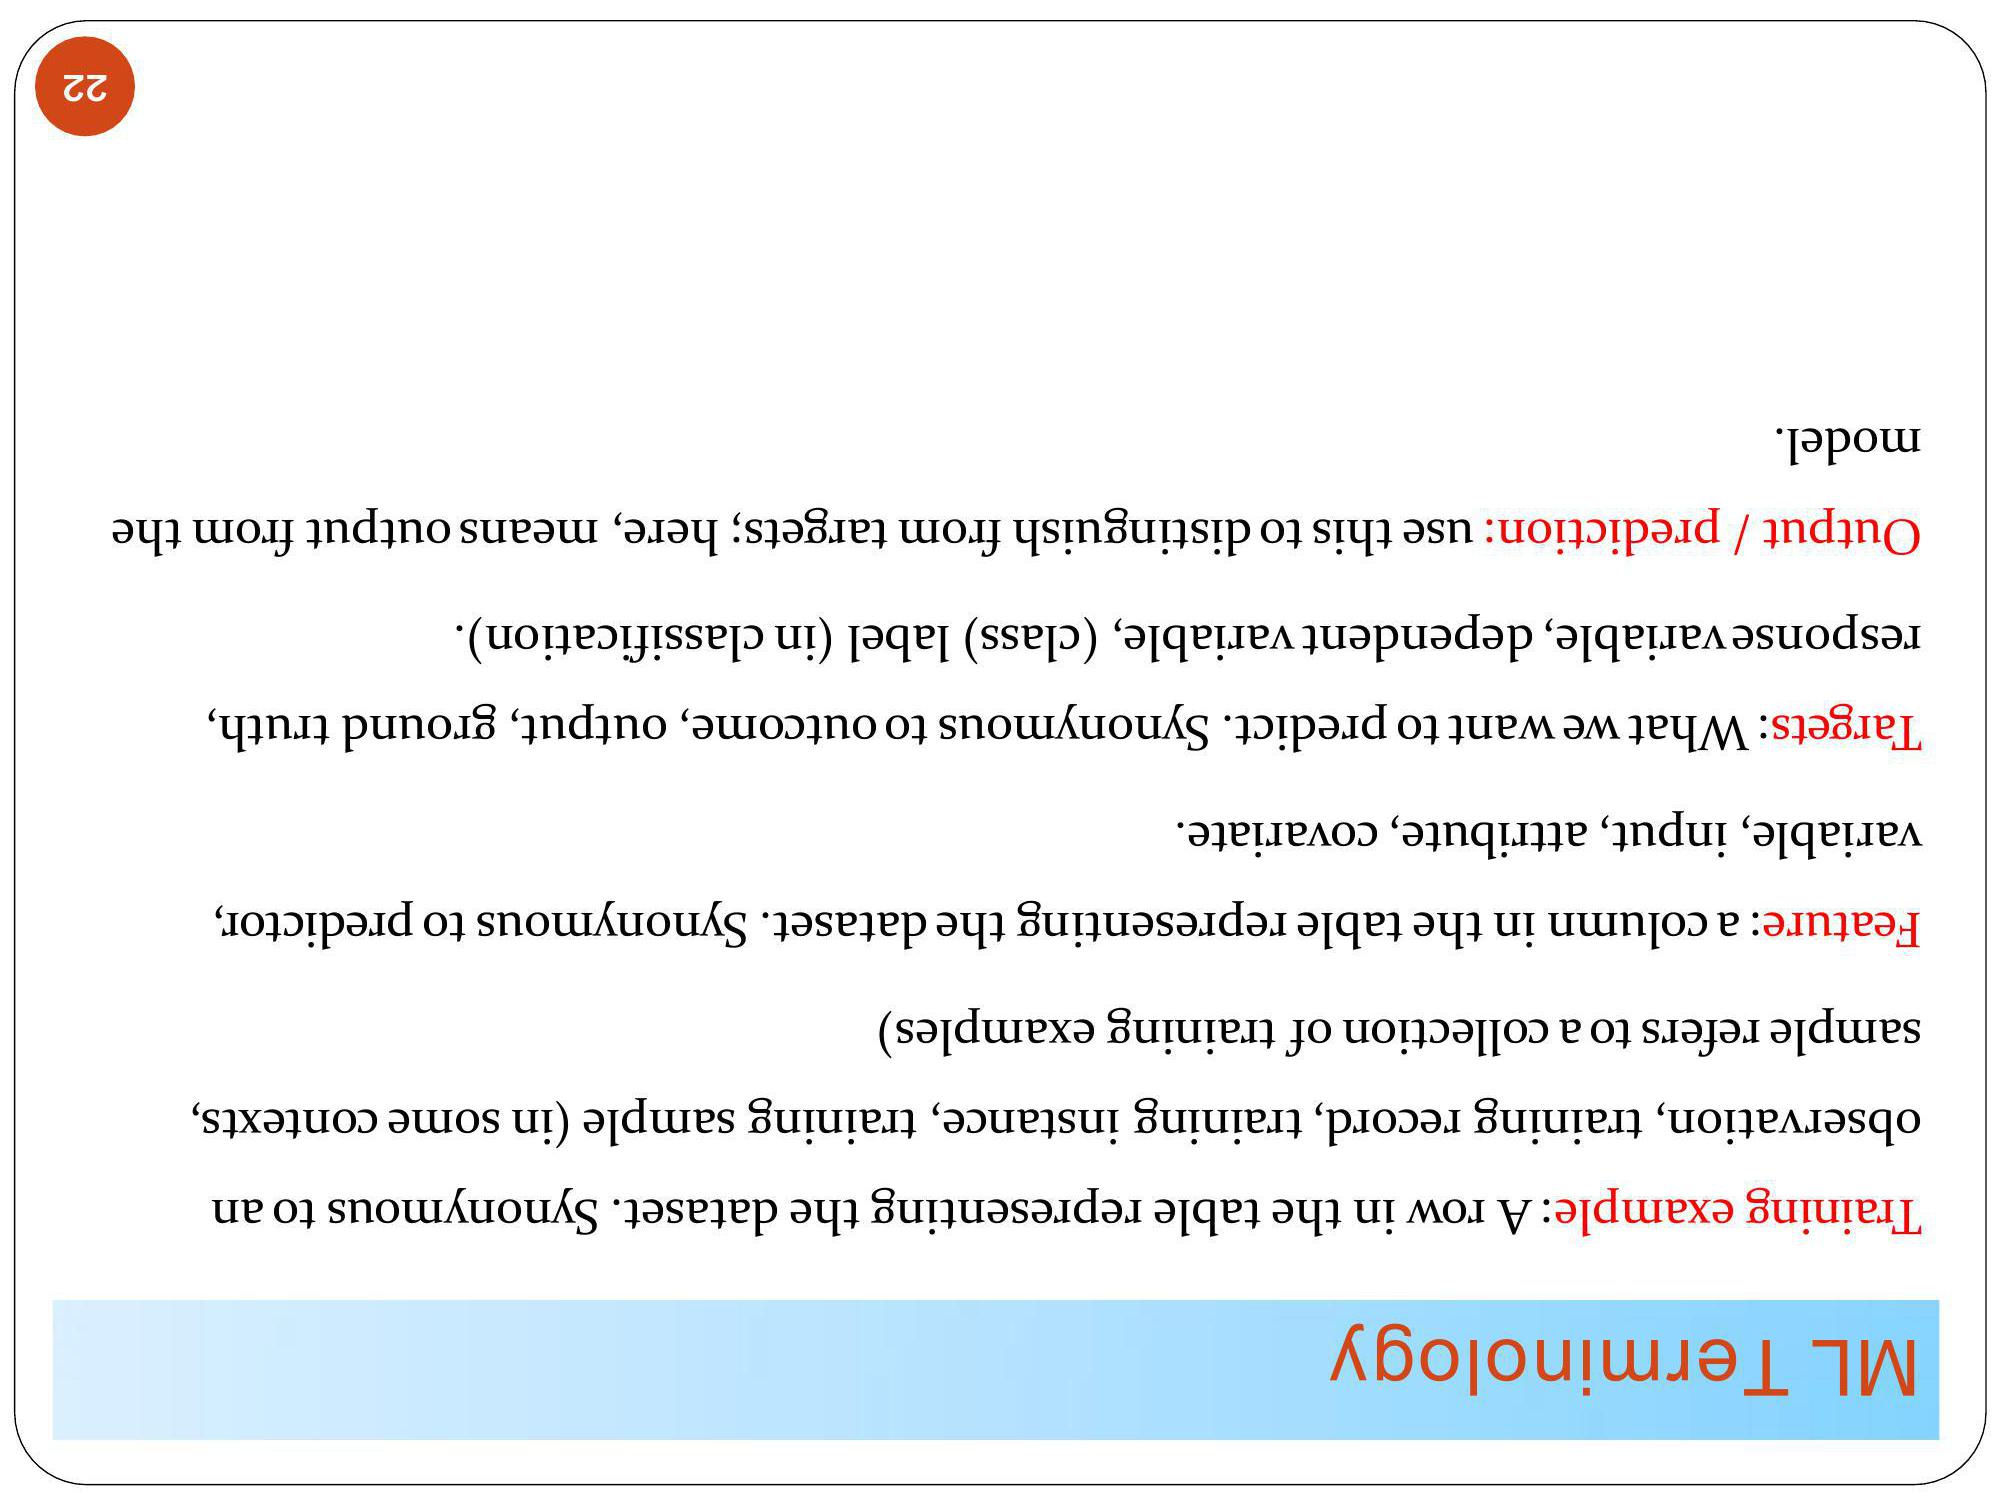 ML Terminology
Training example: A row in the table representing the dataset. Synonymous to an
observation, training record, training instance, training sample (in some contexts,
sample refers to a collection of training examples)
Feature: a column in the table representing the dataset. Synonymous to predictor,
variable, input, attribute, covariate.
Targets: What we want to predict. Synonymous to outcome, output, ground truth,
response variable, dependent variable, (class) label (in classification).
Output / prediction: use this to distinguish from targets; here, means output from the
model.
22